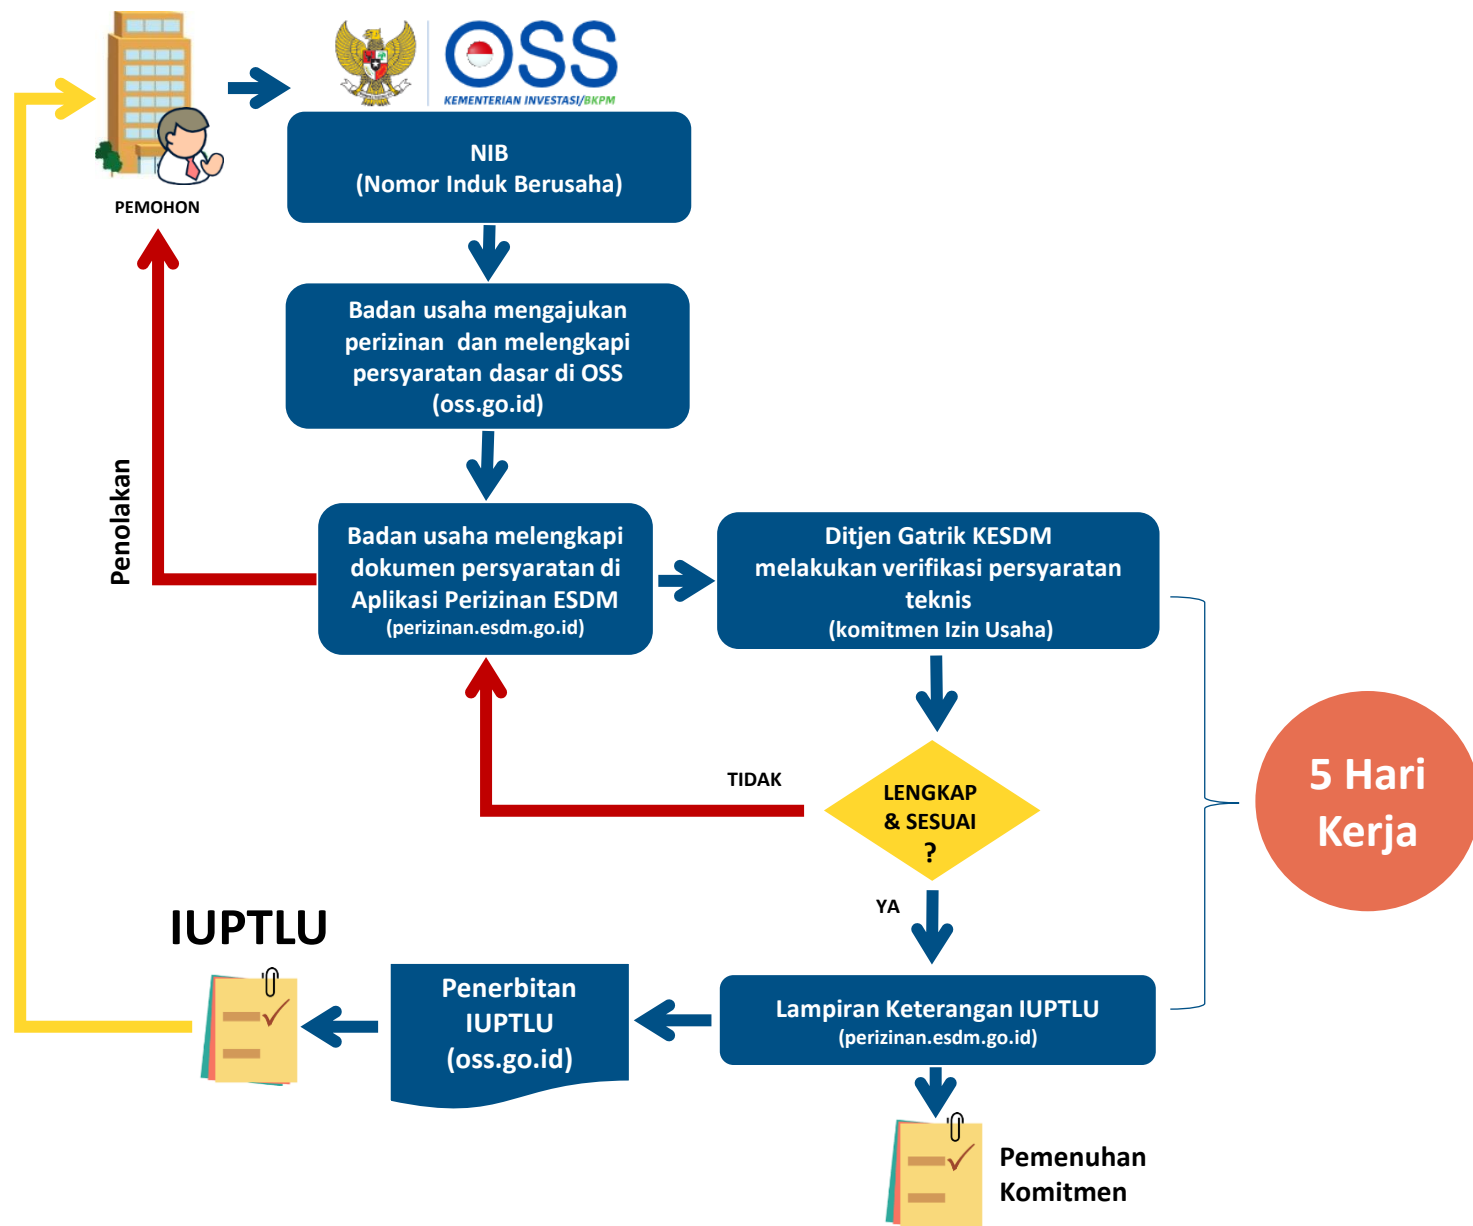 OSS
KEMENTERIAN INVESTASI/BKPM
PEMOHON
NIB
(Nomor Induk Berusaha)
Badan usaha mengajukan
perizinan dan melengkapi
persyaratan dasar di OSS
(oss.go.id)
Penolakan
Badan usaha melengkapi
dokumen persyaratan di
Aplikasi Perizinan ESDM
(perizinan.esdm.go.id)
Ditjen Gatrik KESDM
melakukan verifikasi persyaratan
teknis
(komitmen Izin Usaha)
TIDAK
LENGKAP
& SESUAI
?
5 Hari
Kerja
YA
IUPTLU
Penerbitan
IUPTLU
(oss.go.id)
Lampiran Keterangan IUPTLU
(perizinan.esdm.go.id)
Pemenuhan
Komitmen